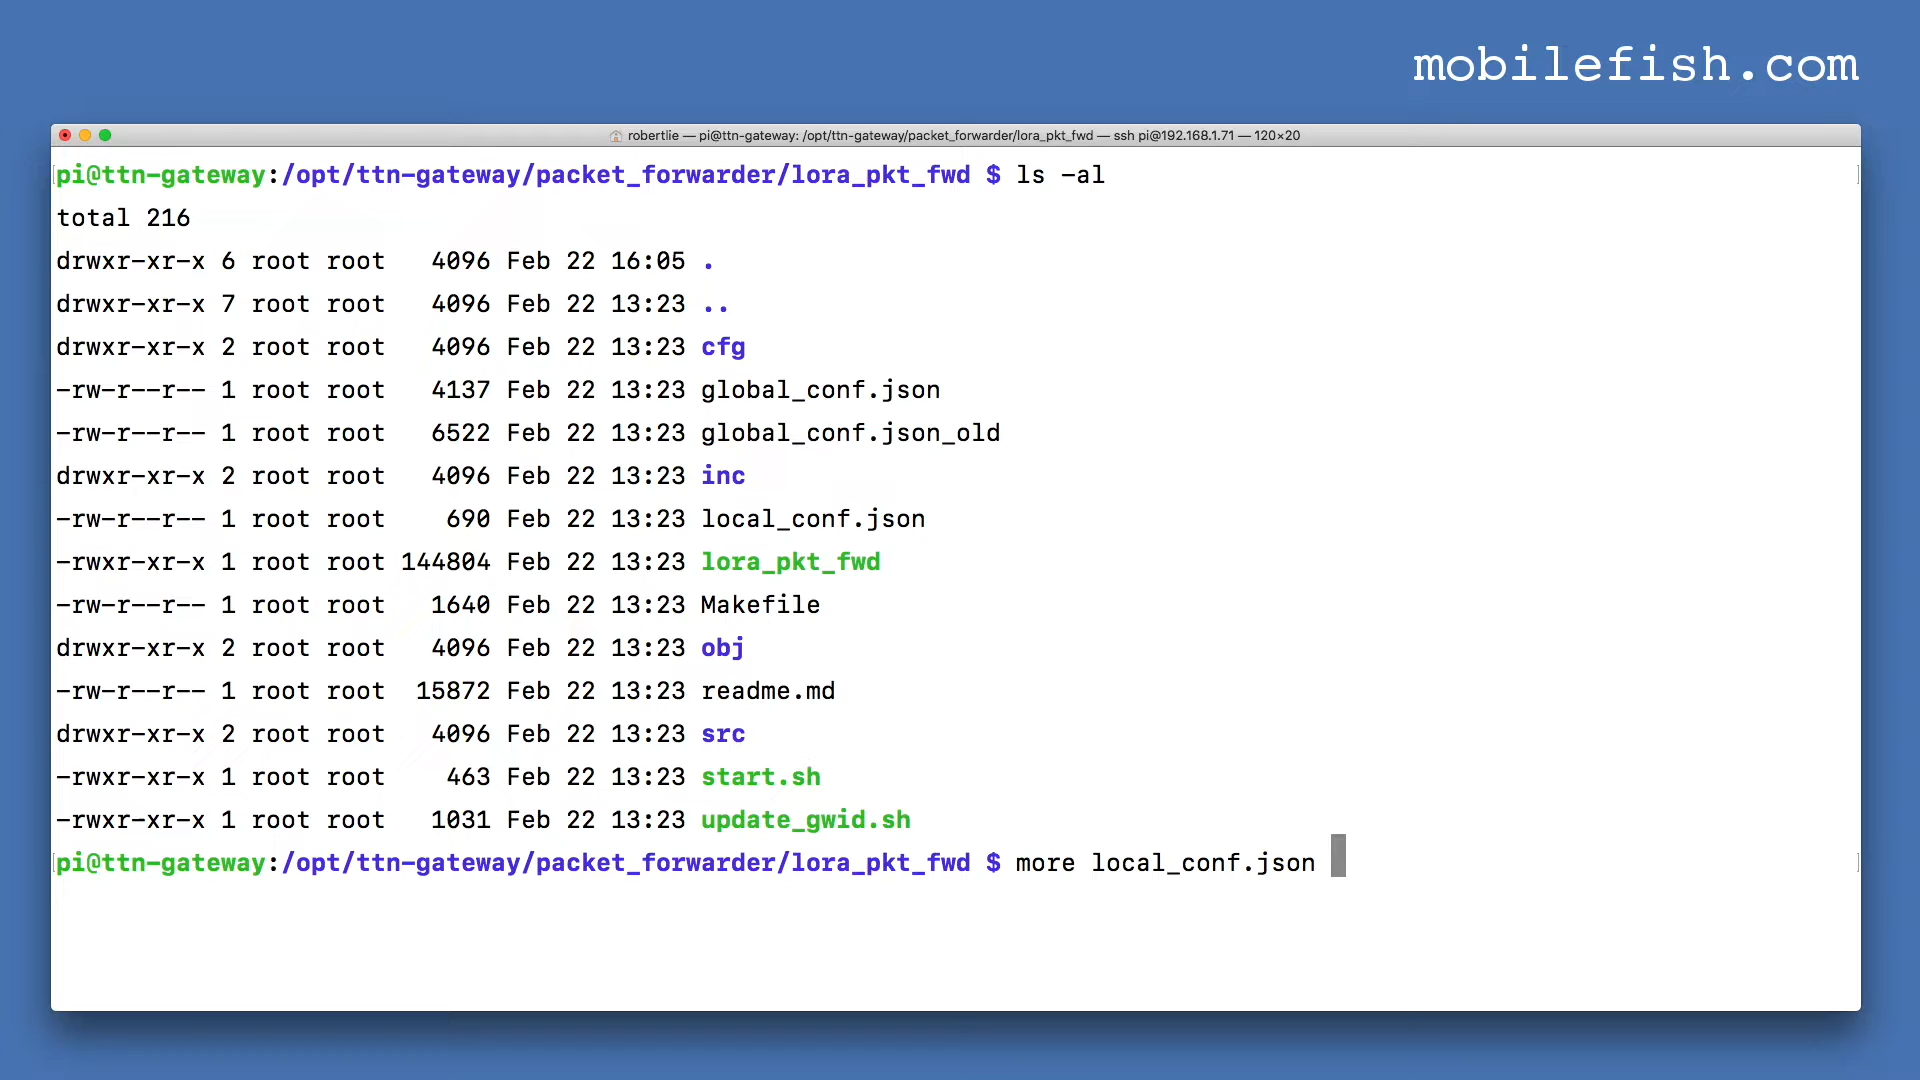 mobilefish.com
robertlie — pi@ttn-gateway: /opt/ttn-gateway/packet_forwarder/lora_pkt_fwd — ssh pi@192.168.1.71 — 120×20
pi@ttn-gateway:/opt/ttn-gateway/packet_forwarder/lora_pkt_fwd $ ls -al
total 216
drwxr-xr-x 6 root root   4096 Feb 22 16:05 .
drwxr-xr-x 7 root root   4096 Feb 22 13:23 ..
drwxr-xr-x 2 root root   4096 Feb 22 13:23 cfg
-rw-r--r-- 1 root root   4137 Feb 22 13:23 global_conf.json
-rw-r--r-- 1 root root   6522 Feb 22 13:23 global_conf.json_old
drwxr-xr-x 2 root root   4096 Feb 22 13:23 inc
-rw-r--r-- 1 root root    690 Feb 22 13:23 local_conf.json
-rwxr-xr-x 1 root root 144804 Feb 22 13:23 lora_pkt_fwd
-rw-r--r-- 1 root root   1640 Feb 22 13:23 Makefile
drwxr-xr-x 2 root root   4096 Feb 22 13:23 obj
-rw-r--r-- 1 root root  15872 Feb 22 13:23 readme.md
drwxr-xr-x 2 root root   4096 Feb 22 13:23 src
-rwxr-xr-x 1 root root    463 Feb 22 13:23 start.sh
-rwxr-xr-x 1 root root   1031 Feb 22 13:23 update_gwid.sh
pi@ttn-gateway:/opt/ttn-gateway/packet_forwarder/lora_pkt_fwd $ more local_conf.json